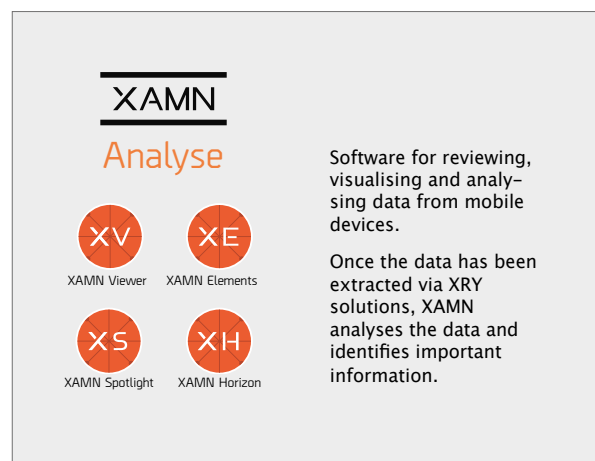 XAMN
Analyse
XV
XE
XAMN Viewer
XAMN Elements
XS
XH
XAMN Spotlight
XAMN Horizon
Software for reviewing,
visualising and analy-
sing data from mobile
devices.
Once the data has been
extracted via XRY
solutions, XAMN
analyses the data and
identifies important
information.